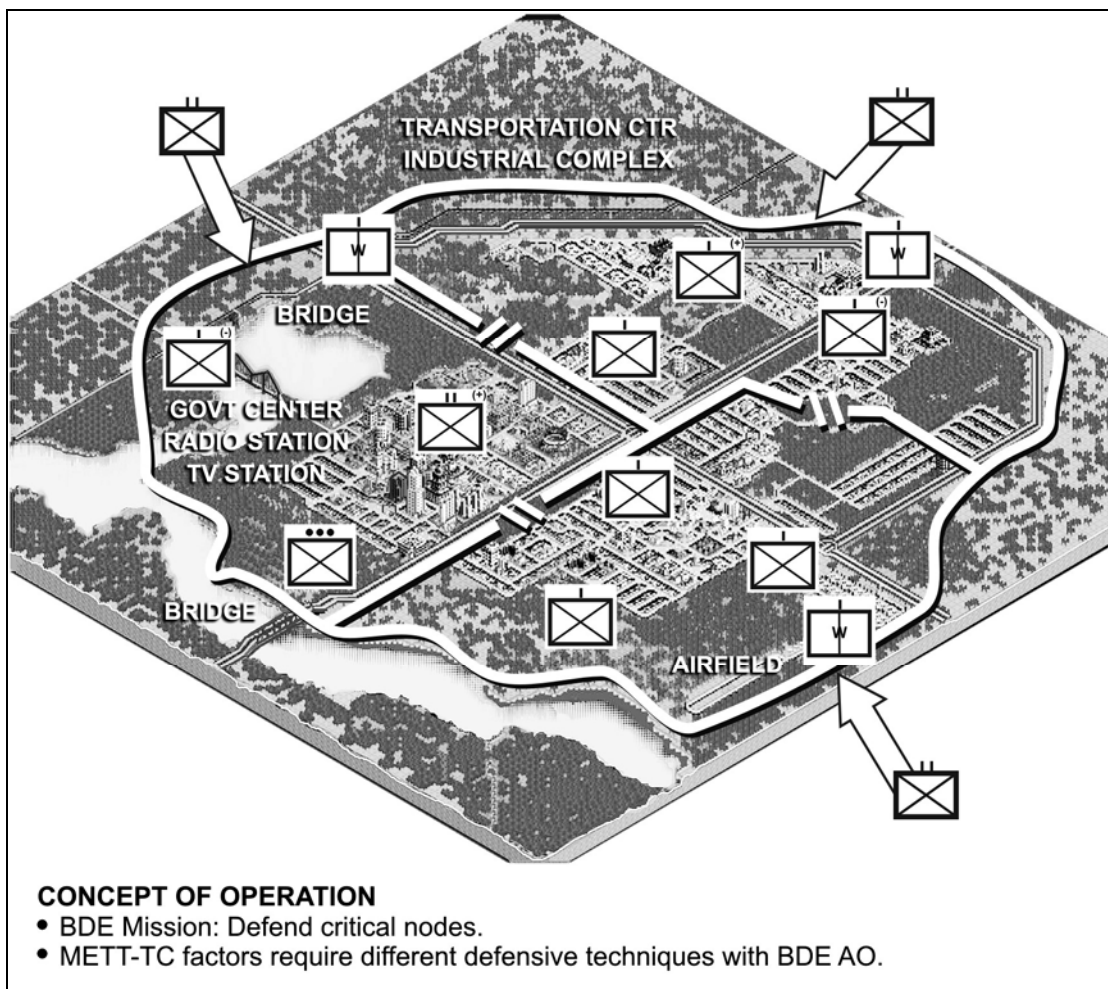 TRANSPORTATION CTR
INDUSTRIAL COMPLEX
W
W
(+)
(-)
(-)
BRIDGE
GOVT CENTER
RADIO STATION
TV STATION
(+)
BRIDGE
W
AIRFIELD
CONCEPT OF OPERATION
• BDE Mission: Defend critical nodes.
• METT-TC factors require different defensive techniques with BDE AO.